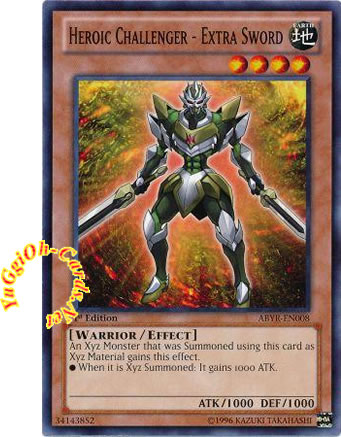 HEROIC CHALLENGER - EXTRA SWORD
EARTH
地
YuGgiOh-Cards.Net
1st Edition
ABYR-EN008
[WARRIOR/EFFECT]
An Xyz Monster that was Summoned using this card as
Xyz Material gains this effect.
● When it is Xyz Summoned: It gains 1000 ATK.
ATK/1000 DEF/1000
34143852
©1996 KAZUKI TAKAHASHI